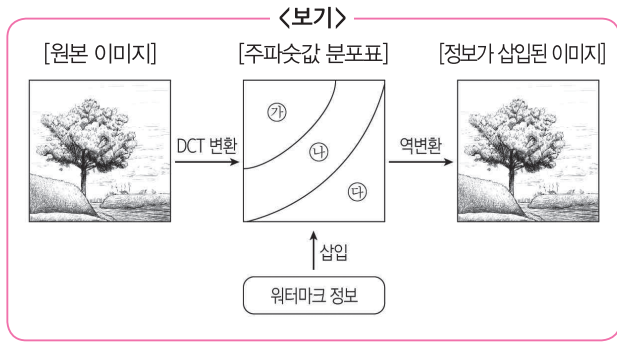 <보기>
[원본 이미지] [주파숫값 분포표] [정보가 삽입된 이미지]
㉮
DCT 변환 ㉯ 역변환
㉰
삽입
워터마크 정보